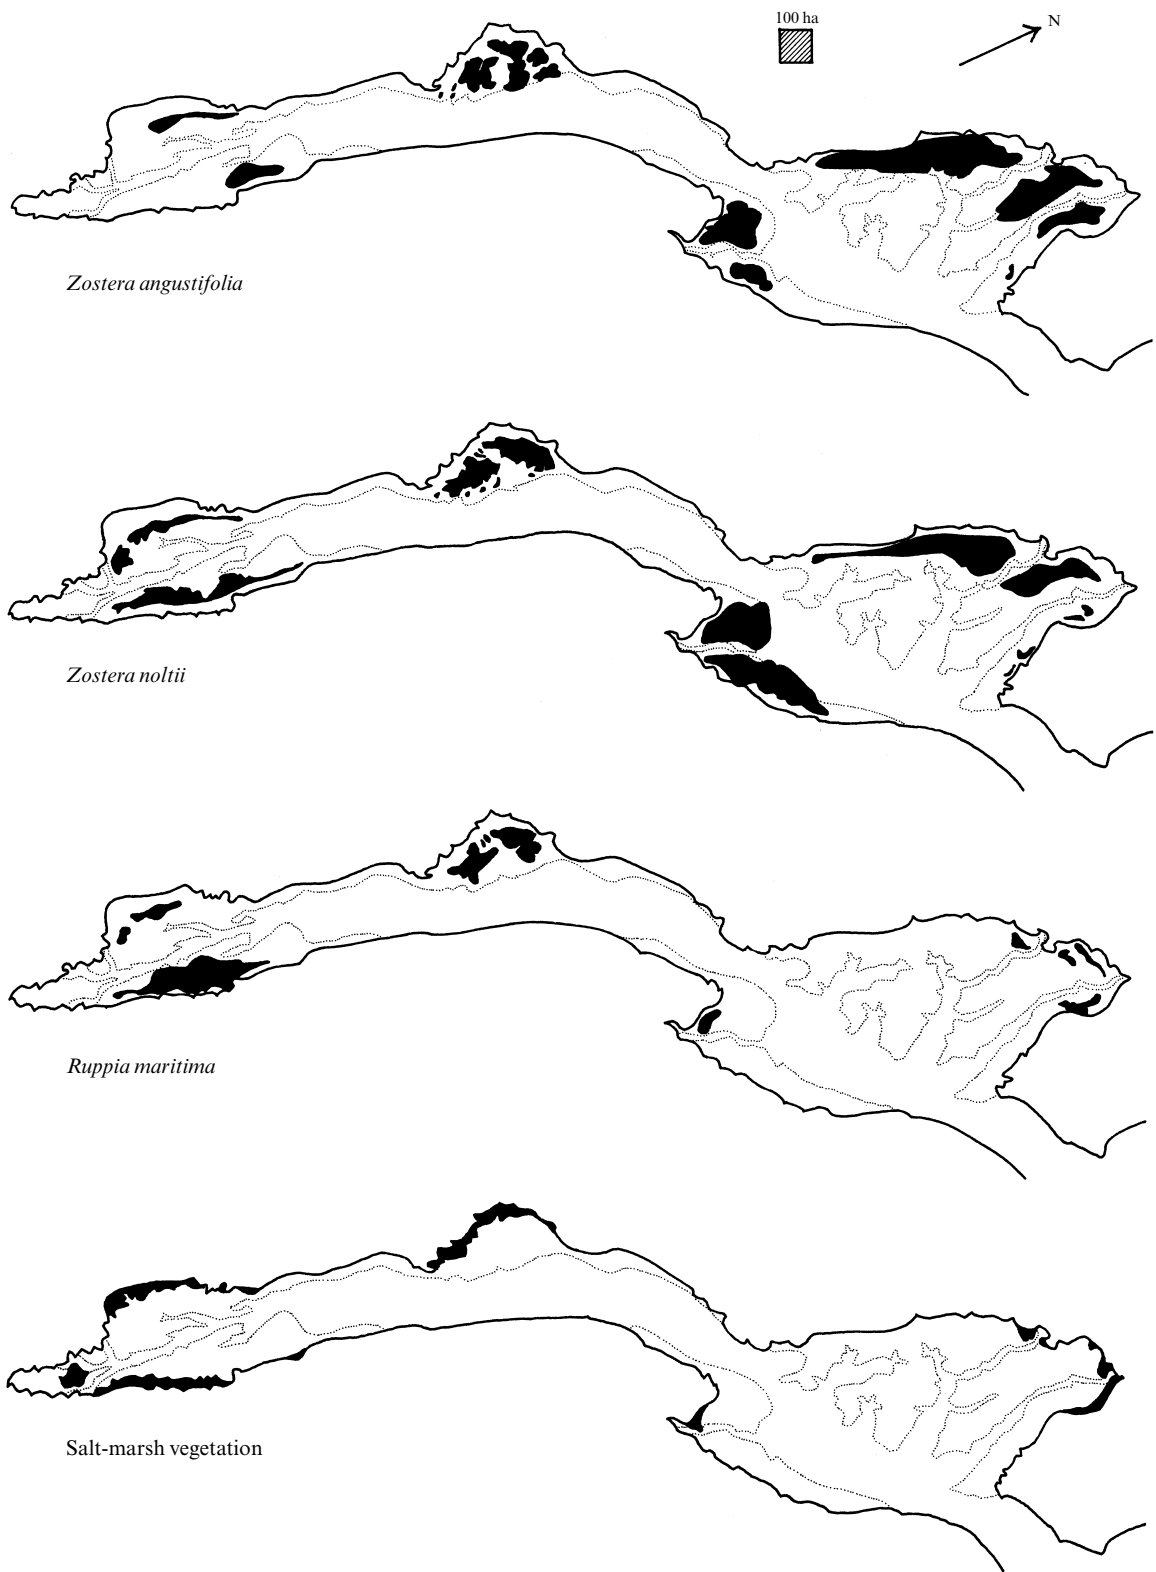 100 ha
N
Zostera angustifolia
Zostera noltii
Ruppia maritima
Salt-marsh vegetation